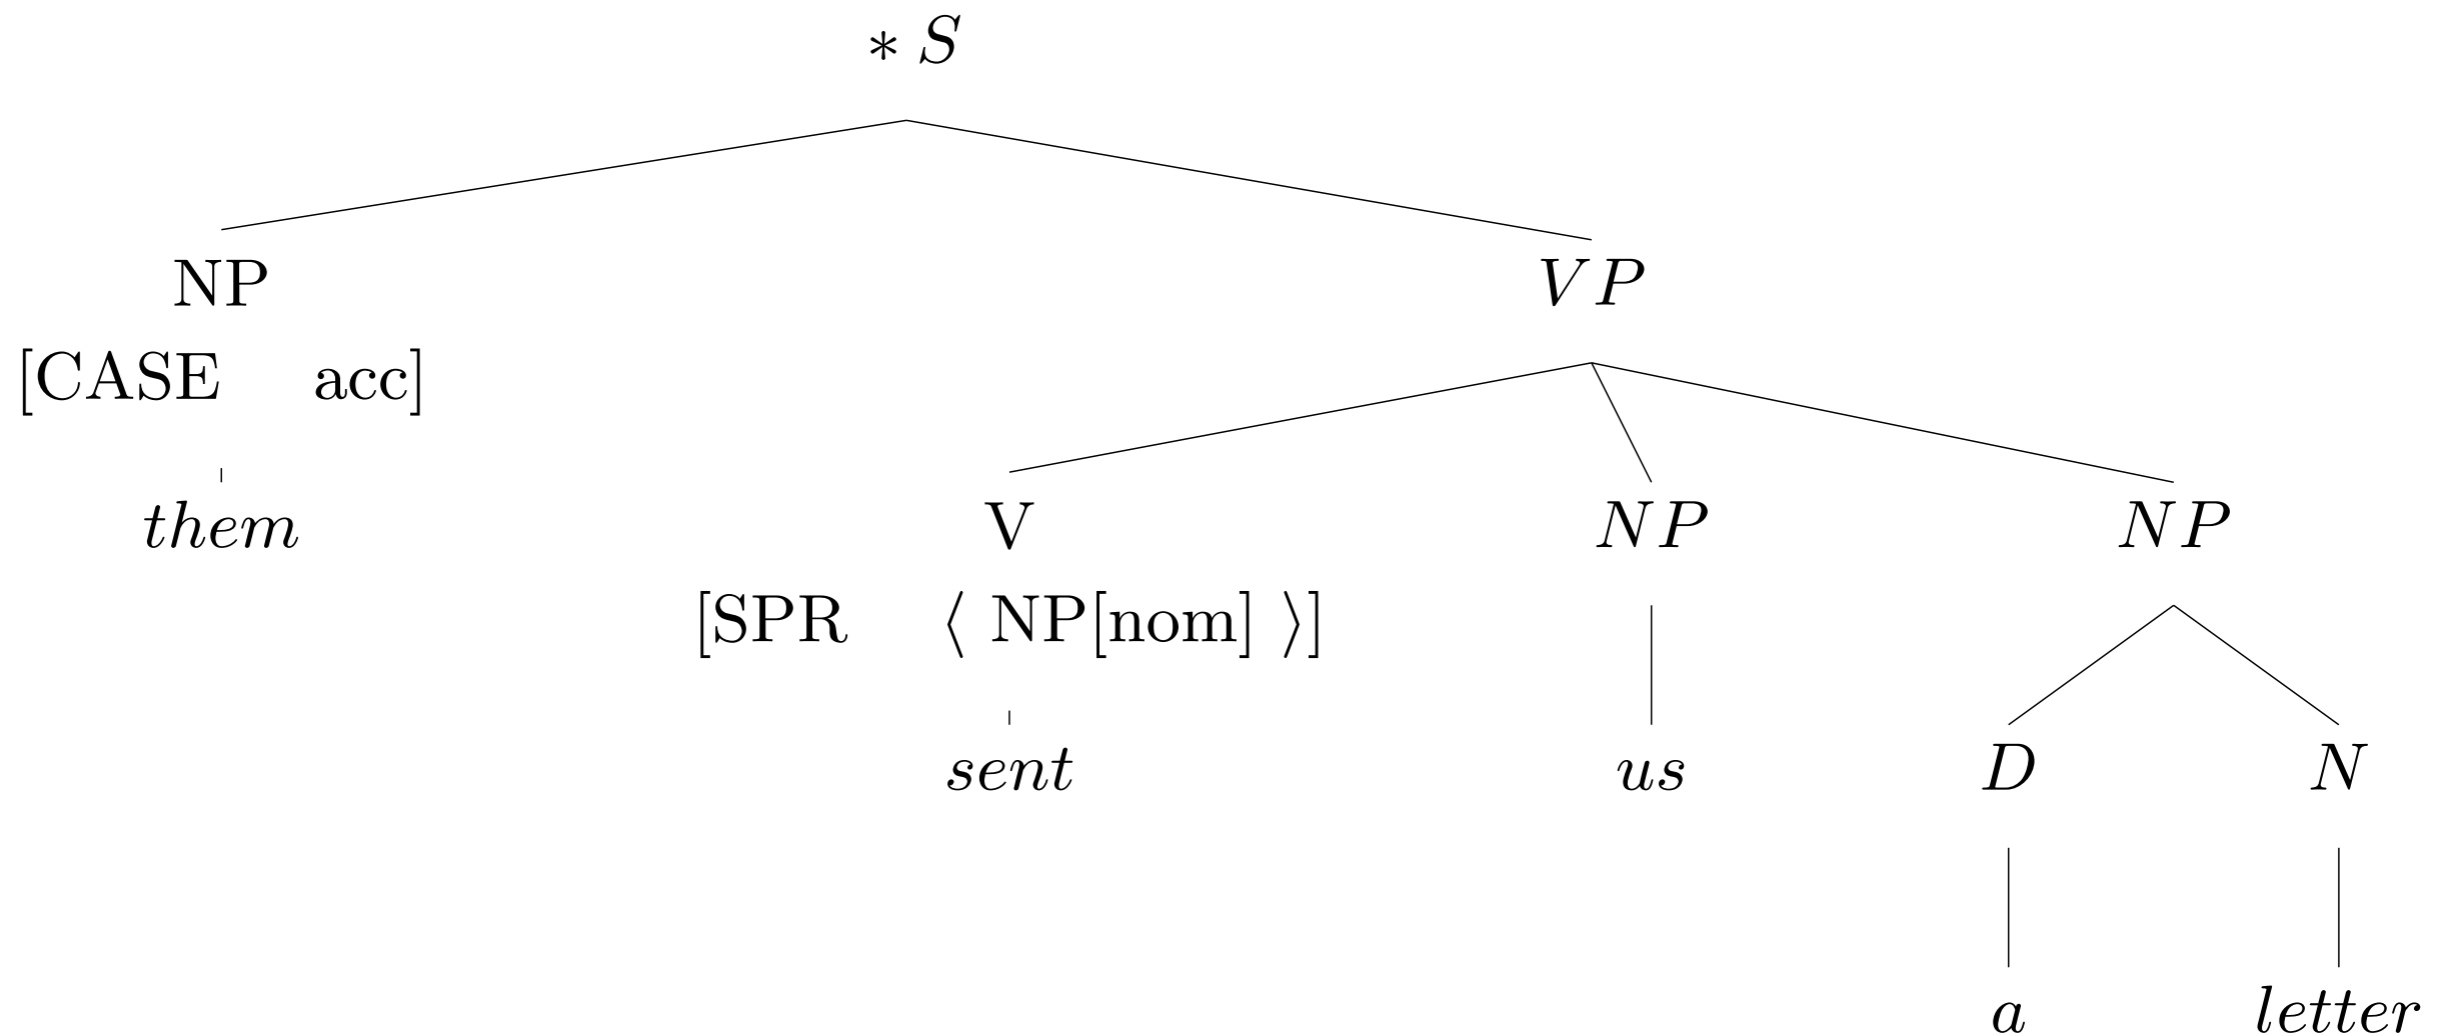 * S
NP VP
[CASE acc]
them V NP NP
[SPR ⟨ NP[nom] ⟩]
sent us D N
a letter